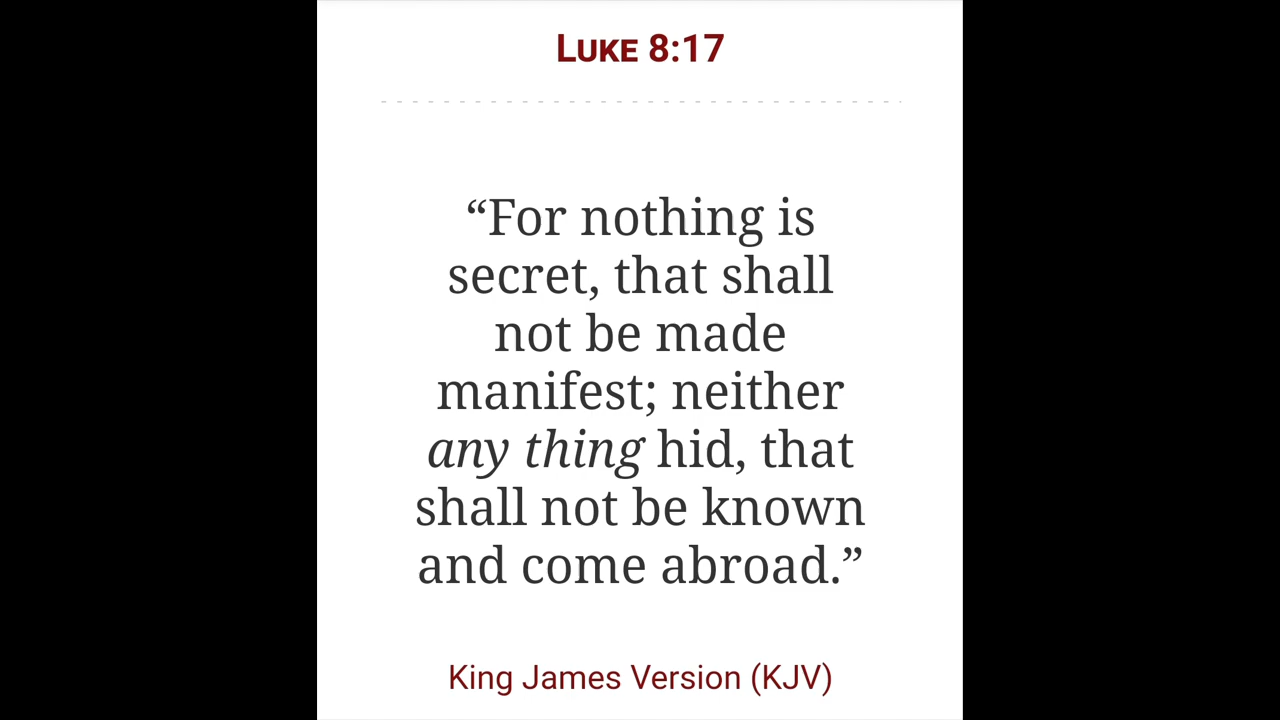 LUKE 8:17
“For nothing is
secret, that shall
not be made
manifest; neither
any thing hid, that
shall not be known
and come abroad.”
King James Version (KJV)